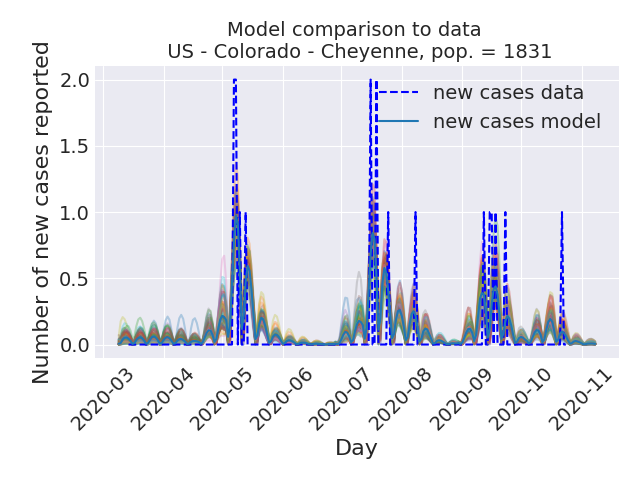 Model comparison to data
US - Colorado - Cheyenne, pop. = 1831
Number of new cases reported
2.0
1.5
1.0
0.5
0.0
new cases data
new cases model
2020-03
2020-04
2020-05
2020-06
2020-07
2020-08
2020-09
2020-10
2020-11
Day